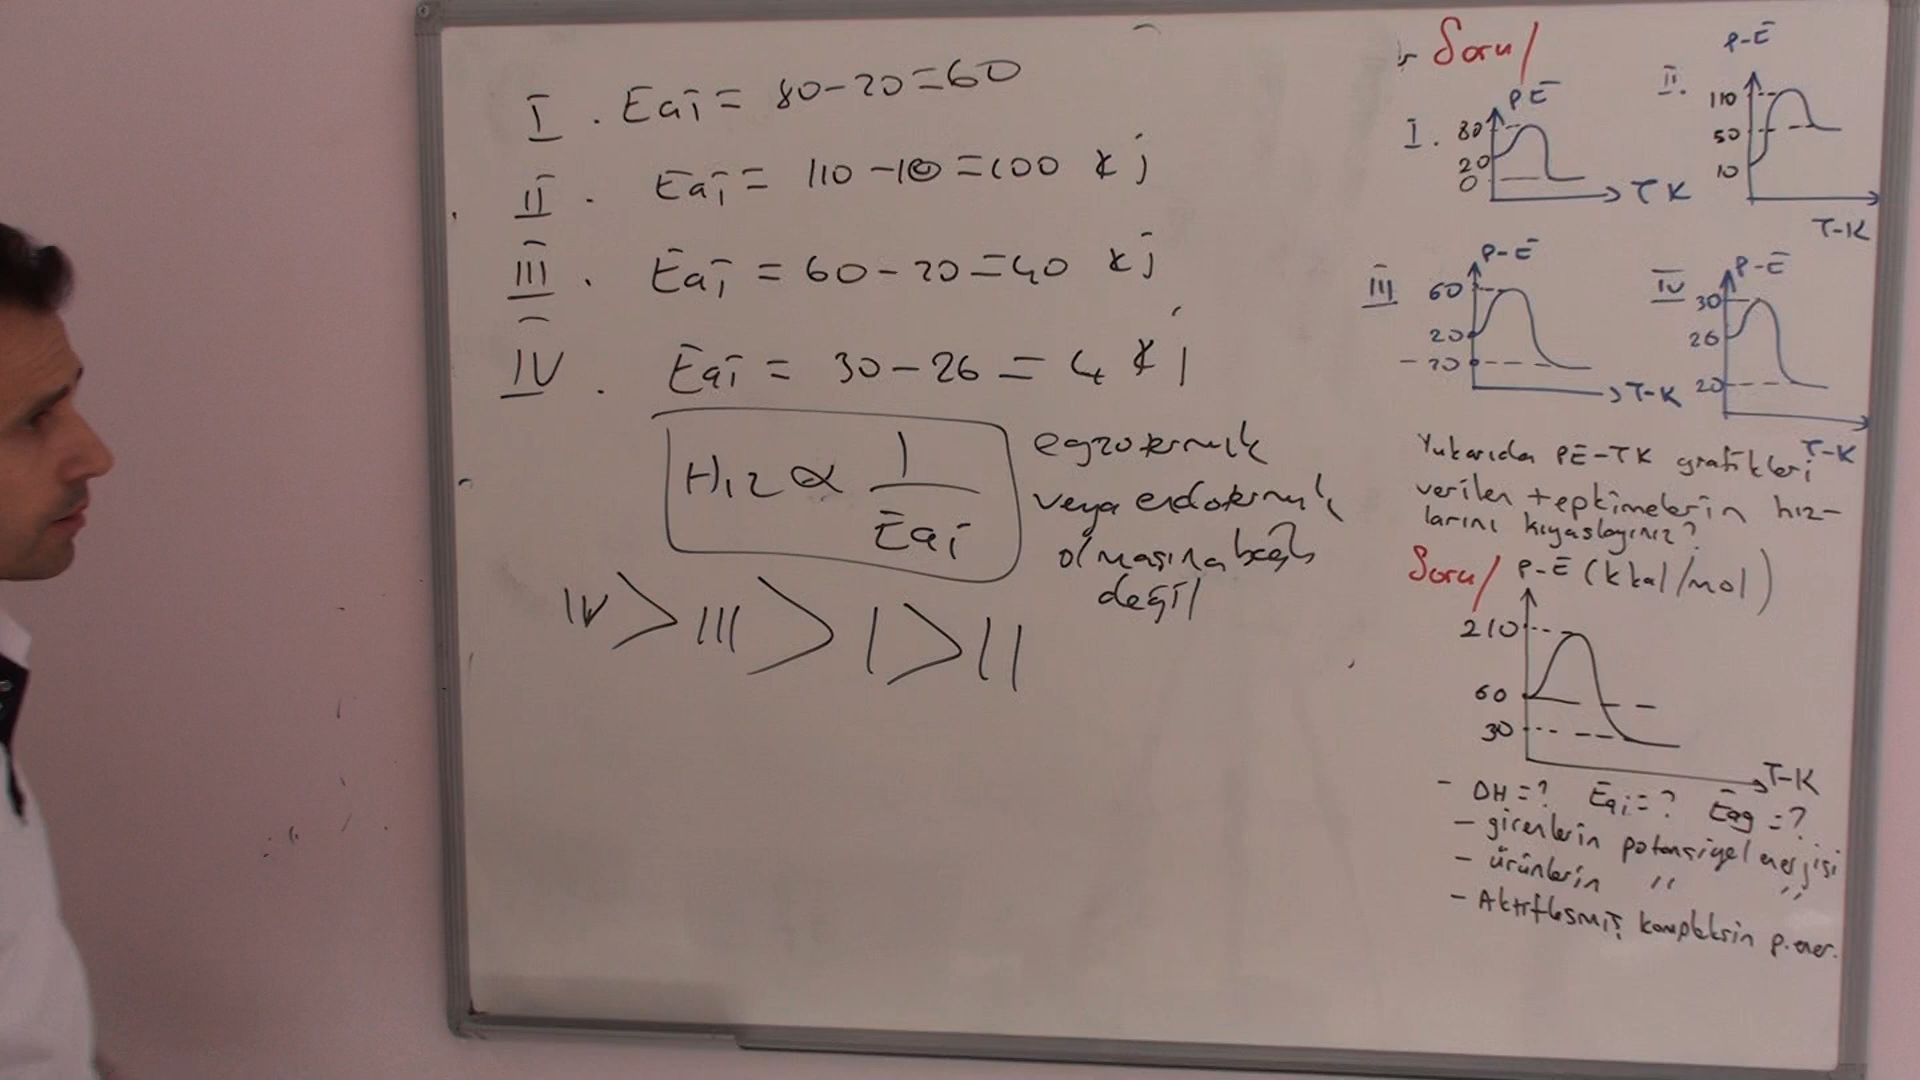 I. Eai = 80-20=60
II. Eai = 110-10=100 kj
III. Eai = 60-20=40 kj
IV. Eai = 30-26 = 4 kj
Hız ∝ 1/Eai
egzotermik
veya endotermik
olmasına bağlı
değil
IV > III > I > II
Soru/
I.
PE
80
20
0
TK
II.
P-E
110
50
10
T-K
III
P-E
60
20
-20
T-K
IV
P-E
30
26
20
T-K
Yukarıda PE-TK grafikleri
verilen tepkimelerin hız-
larını kıyaslayınız?
Soru/ P-E (kkal/mol)
210
60
30
T-K
- ΔH=? Eai=? Eag=?
- girenlerin potansiyel enerjisi
- ürünlerin " "
- Aktifleşmiş kompleksin p.ener.